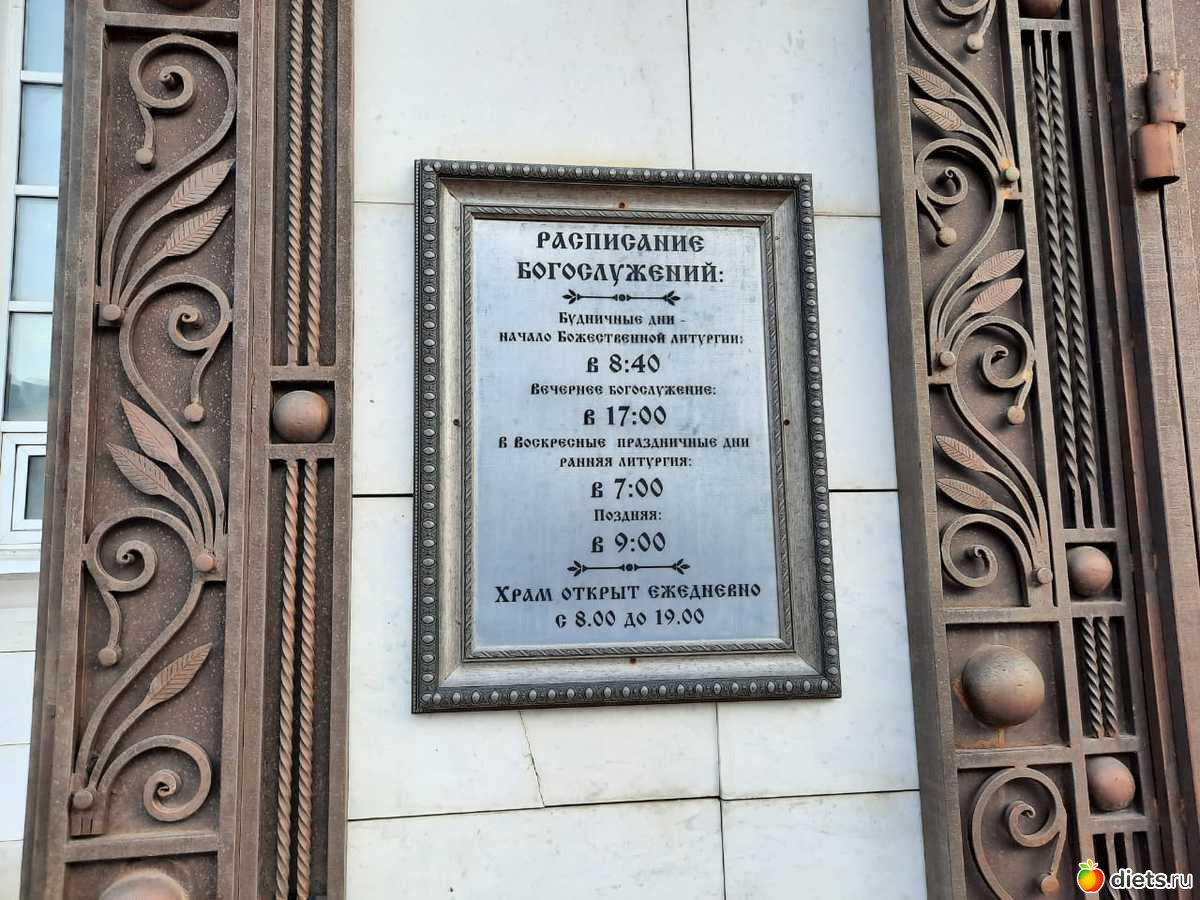 РАСПИСАНИЕ
БОГОСЛУЖЕНИЙ:
Будничные дни -
начало Божественной литургии:
в 8:40
Вечернее богослужение:
в 17:00
В Воскресные праздничные дни
ранняя литургия:
в 7:00
Поздняя:
в 9:00
Храм открыт ежедневно
с 8.00 до 19.00
diets.ru